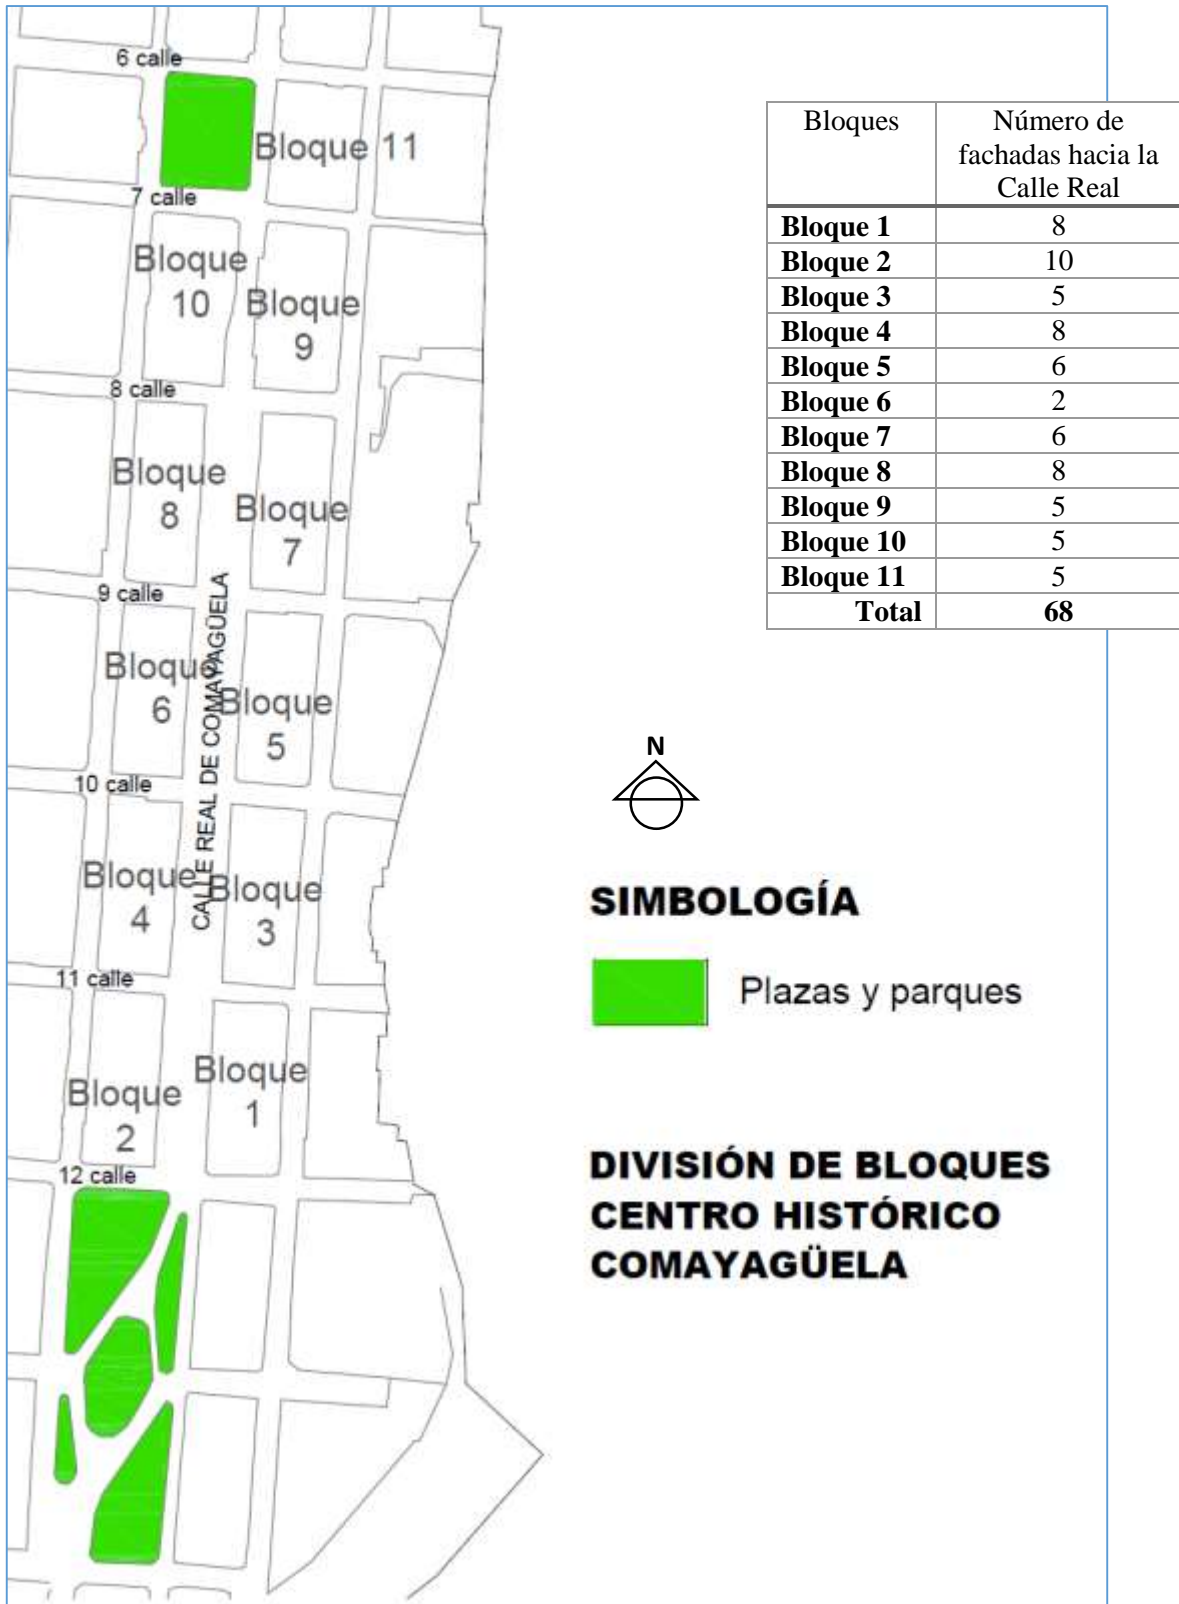 6 calle
Bloque 11
7 calle
Bloque
10
Bloque
9
8 calle
Bloque
8
Bloque
7
9 calle
CALLE REAL DE COMAYAGÜELA
Bloque
6
Bloque
5
10 calle
Bloque
4
Bloque
3
11 calle
Bloque
1
Bloque
2
12 calle
Bloques Número de
fachadas hacia la
Calle Real
Bloque 1 8
Bloque 2 10
Bloque 3 5
Bloque 4 8
Bloque 5 6
Bloque 6 2
Bloque 7 6
Bloque 8 8
Bloque 9 5
Bloque 10 5
Bloque 11 5
Total 68
N
SIMBOLOGÍA
Plazas y parques
DIVISIÓN DE BLOQUES
CENTRO HISTÓRICO
COMAYAGÜELA